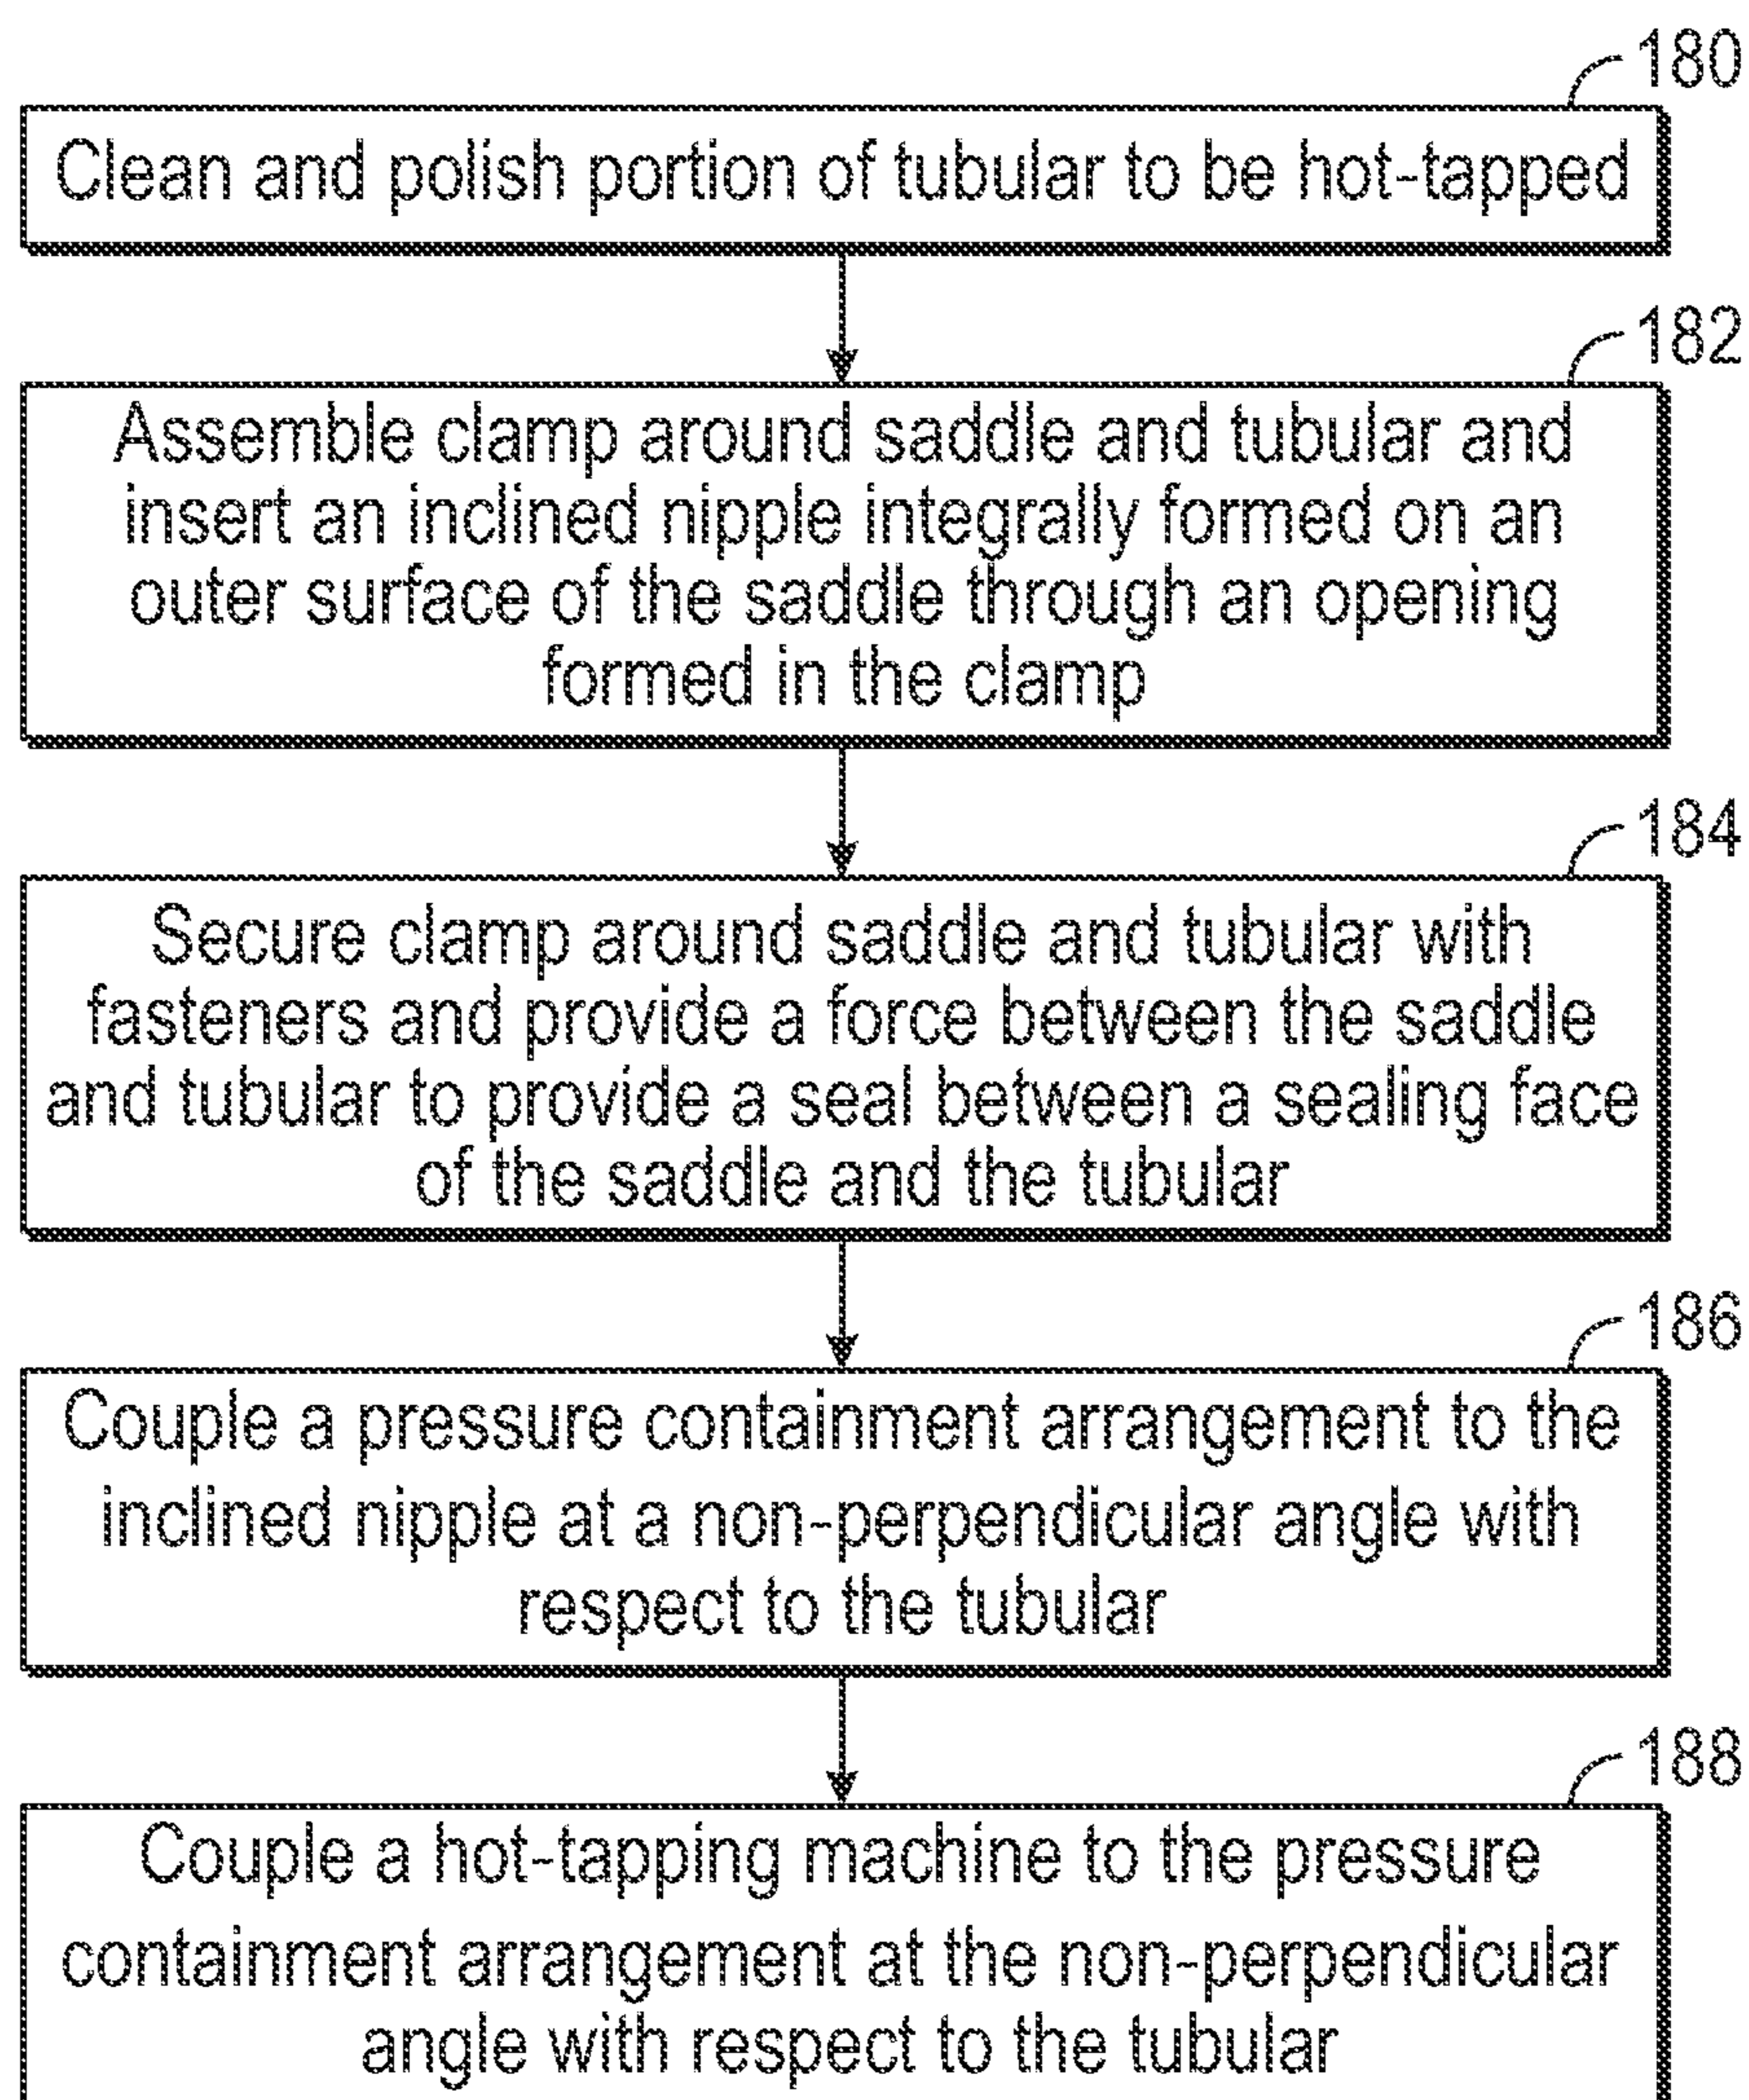 180
Clean and polish portion of tubular to be hot-tapped
182
Assemble clamp around saddle and tubular and
insert an inclined nipple integrally formed on an
outer surface of the saddle through an opening
formed in the clamp
184
Secure clamp around saddle and tubular with
fasteners and provide a force between the saddle
and tubular to provide a seal between a sealing face
of the saddle and the tubular
186
Couple a pressure containment arrangement to the
inclined nipple at a non-perpendicular angle with
respect to the tubular
188
Couple a hot-tapping machine to the pressure
containment arrangement at the non-perpendicular
angle with respect to the tubular